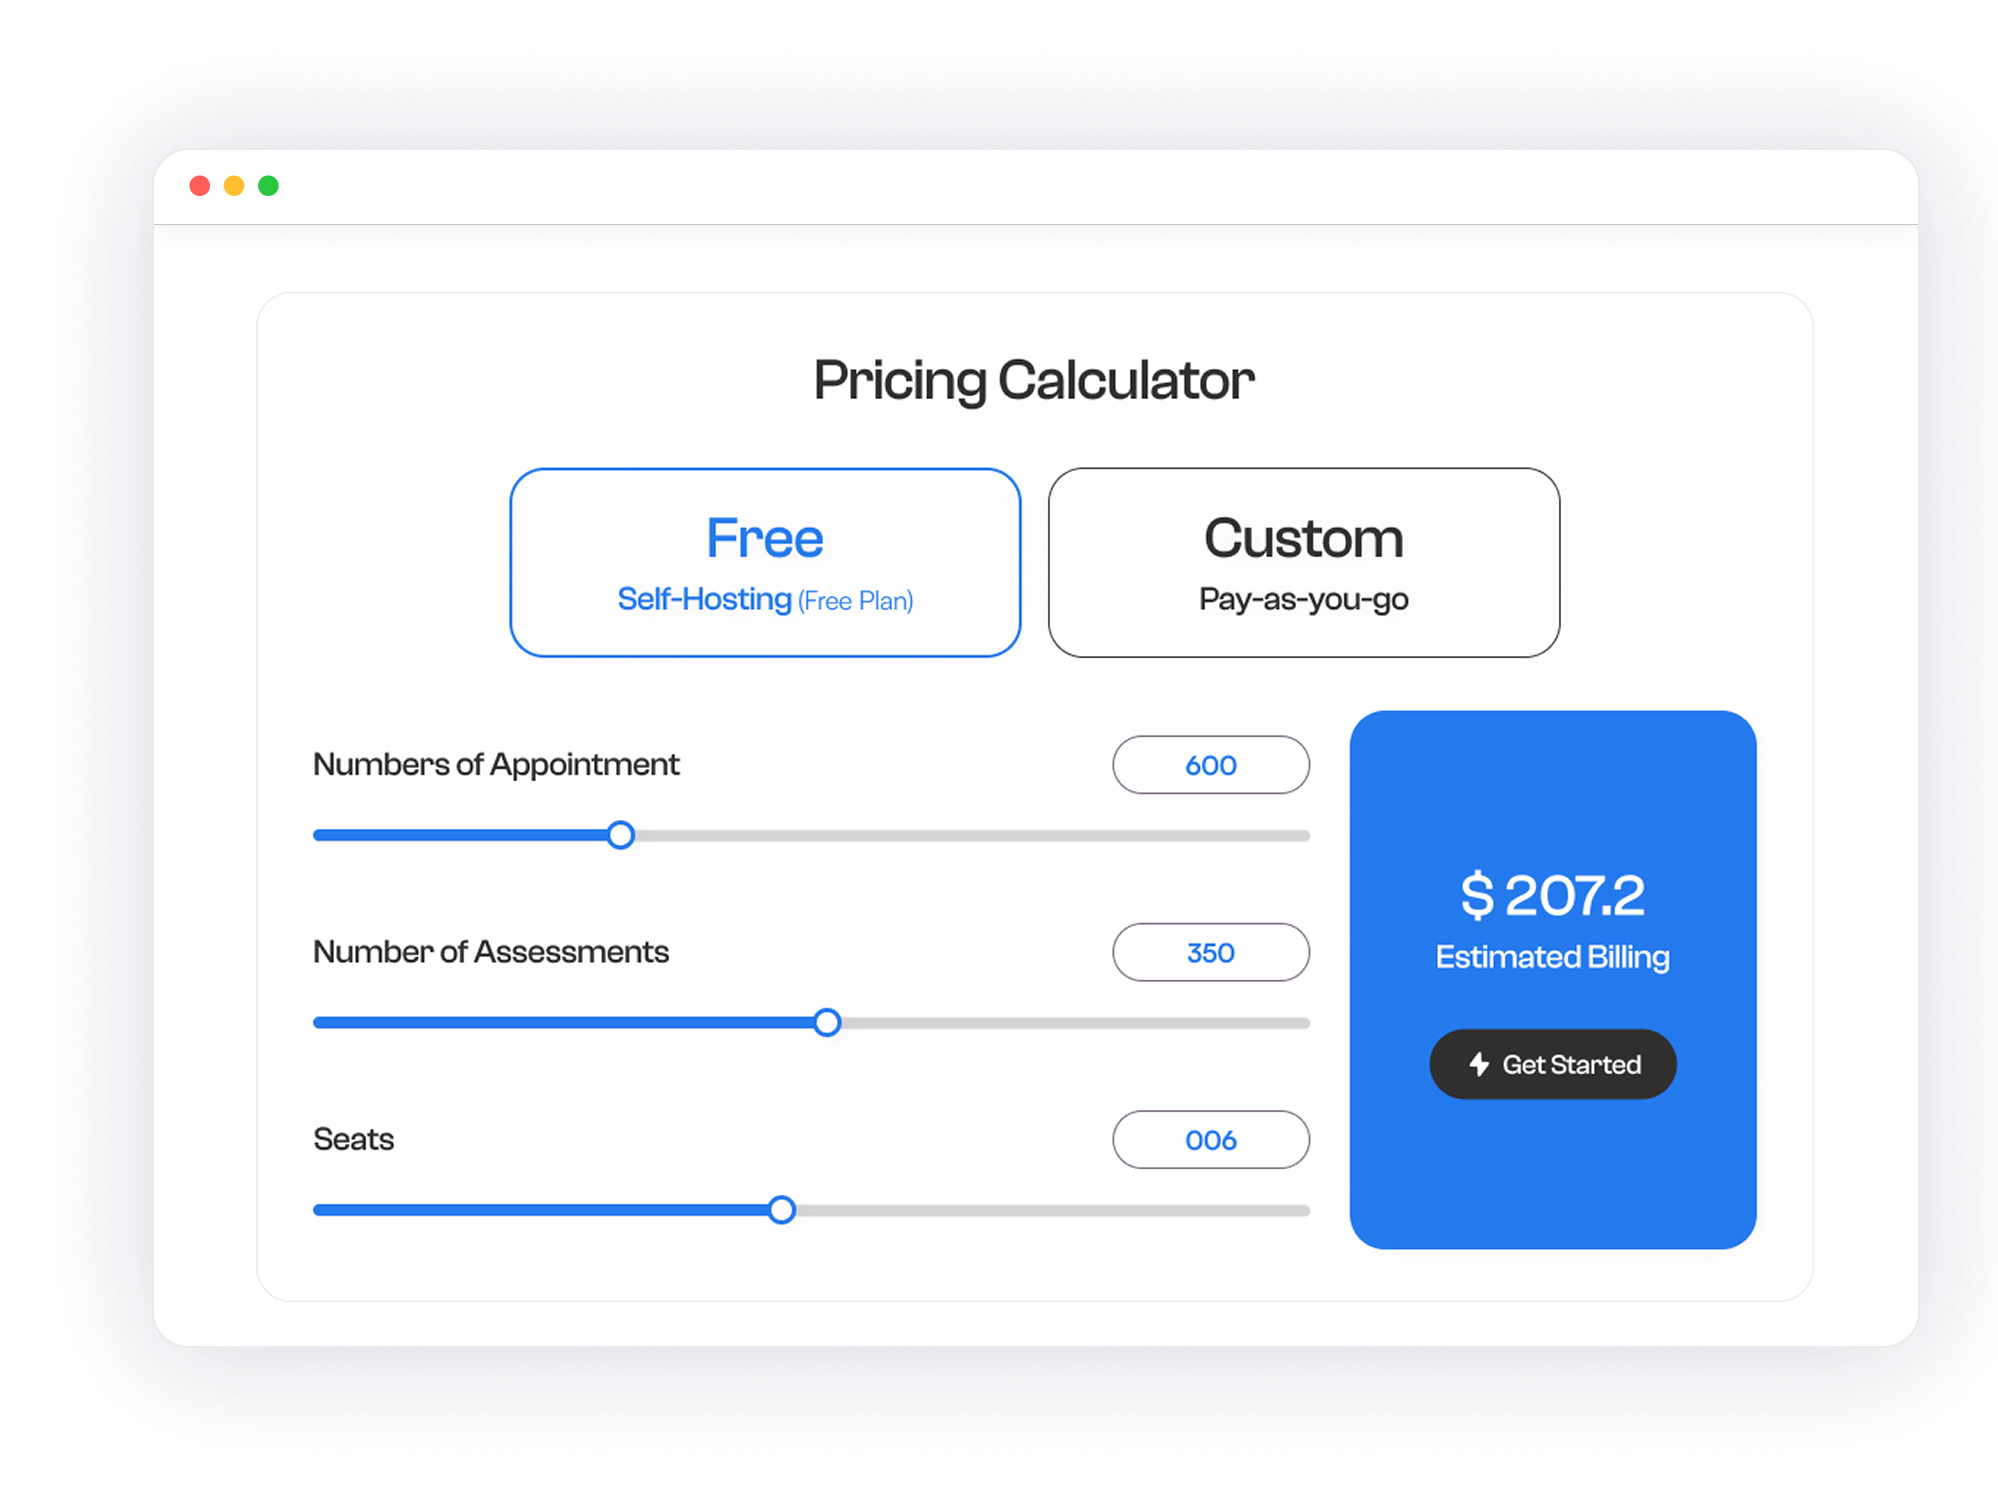 Pricing Calculator
Free
Self-Hosting (Free Plan)
Custom
Pay-as-you-go
Numbers of Appointment
600
Number of Assessments
350
Seats
006
$ 207.2
Estimated Billing
Get Started